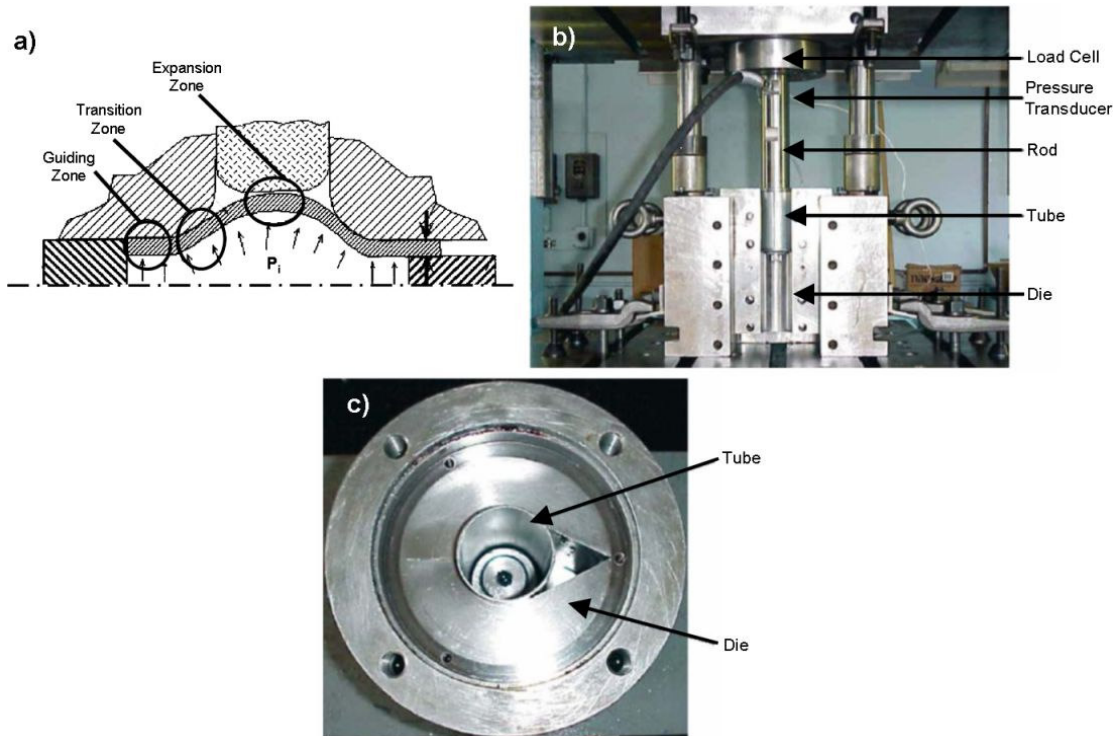 a)
Expansion
Zone
Transition
Zone
Guiding
Zone
Pi
b)
Load Cell
Pressure
Transducer
Rod
Tube
Die
c)
Tube
Die